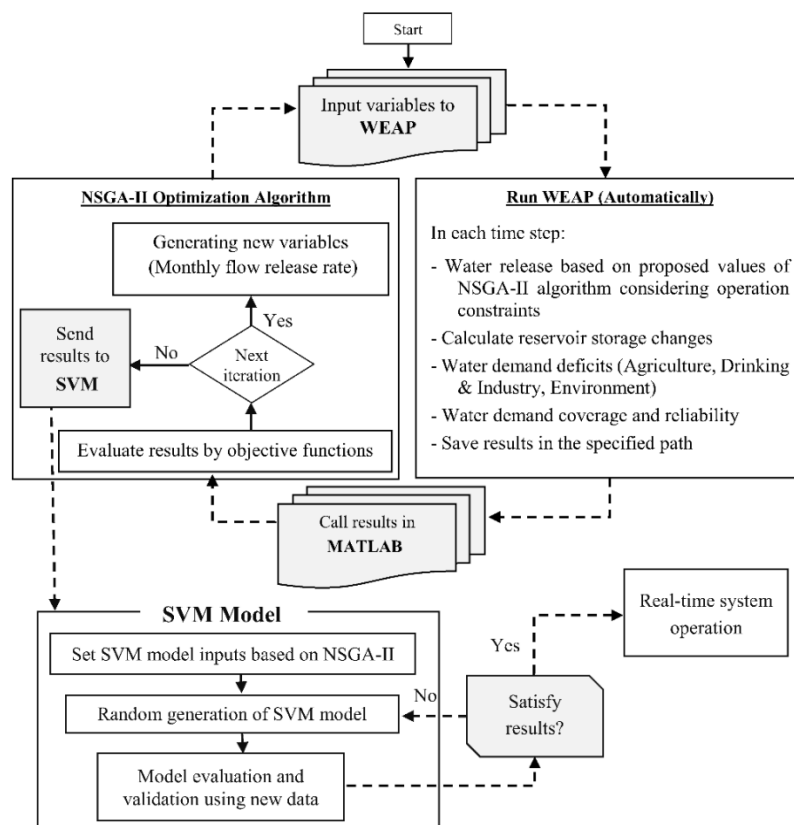 Start
Input variables to
WEAP
NSGA-II Optimization Algorithm
Generating new variables
(Monthly flow release rate)
Yes
Send
results to
SVM
No
Next
iteration
Evaluate results by objective functions
Run WEAP (Automatically)
In each time step:
- Water release based on proposed values of
NSGA-II algorithm considering operation
constraints
- Calculate reservoir storage changes
- Water demand deficits (Agriculture, Drinking
& Industry, Environment)
- Water demand coverage and reliability
- Save results in the specified path
Call results in
MATLAB
SVM Model
Set SVM model inputs based on NSGA-II
Random generation of SVM model
Model evaluation and
validation using new data
No
Satisfy
results?
Yes
Real-time system
operation